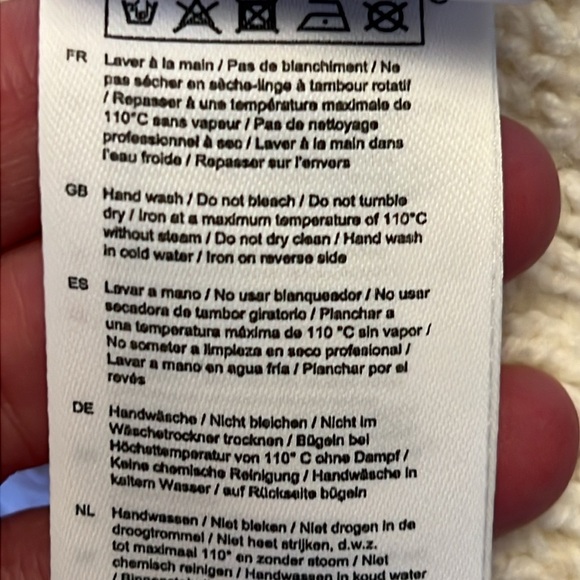 FR Laver à la main / Pas de blanchiment / Ne
pas sécher en sèche-linge à tambour rotatif
/ Repasser à une température maximale de
110°C sans vapeur / Pas de nettoyage
professionnel à sec / Laver à la main dans
l'eau froide / Repasser sur l'envers
GB Hand wash / Do not bleach / Do not tumble
dry / Iron at a maximum temperature of 110°C
without steam / Do not dry clean / Hand wash
in cold water / Iron on reverse side
ES Lavar a mano / No usar blanqueador / No usar
secadora de tambor giratorio / Planchar a
una temperatura máxima de 110 °C sin vapor /
No someter a limpieza en seco profesional /
Lavar a mano en agua fría / Planchar por el
revés
DE Handwäsche / Nicht bleichen / Nicht im
Wäschetrockner trocknen / Bügeln bei
Höchsttemperatur von 110° C ohne Dampf /
Keine chemische Reinigung / Handwäsche in
kaltem Wasser / auf Rückseite bügeln
NL Handwassen / Niet bleken / Niet drogen in de
droogtrommel / Niet heet strijken, d.w.z.
tot maximaal 110° en zonder stoom / Niet
chemisch reinigen / Handwassen in koud water